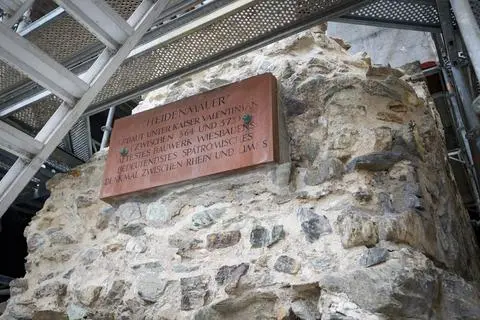 "HEIDENMAUER"
ERBAUT UNTER KAISER VALENTINIAN
ZWISCHEN 364 UND 375
ÄLTESTES BAUWERK WIESBADENS
BEDEUTENDSTES SPÄTRÖMISCHES
DENKMAL ZWISCHEN RHEIN UND LIMES